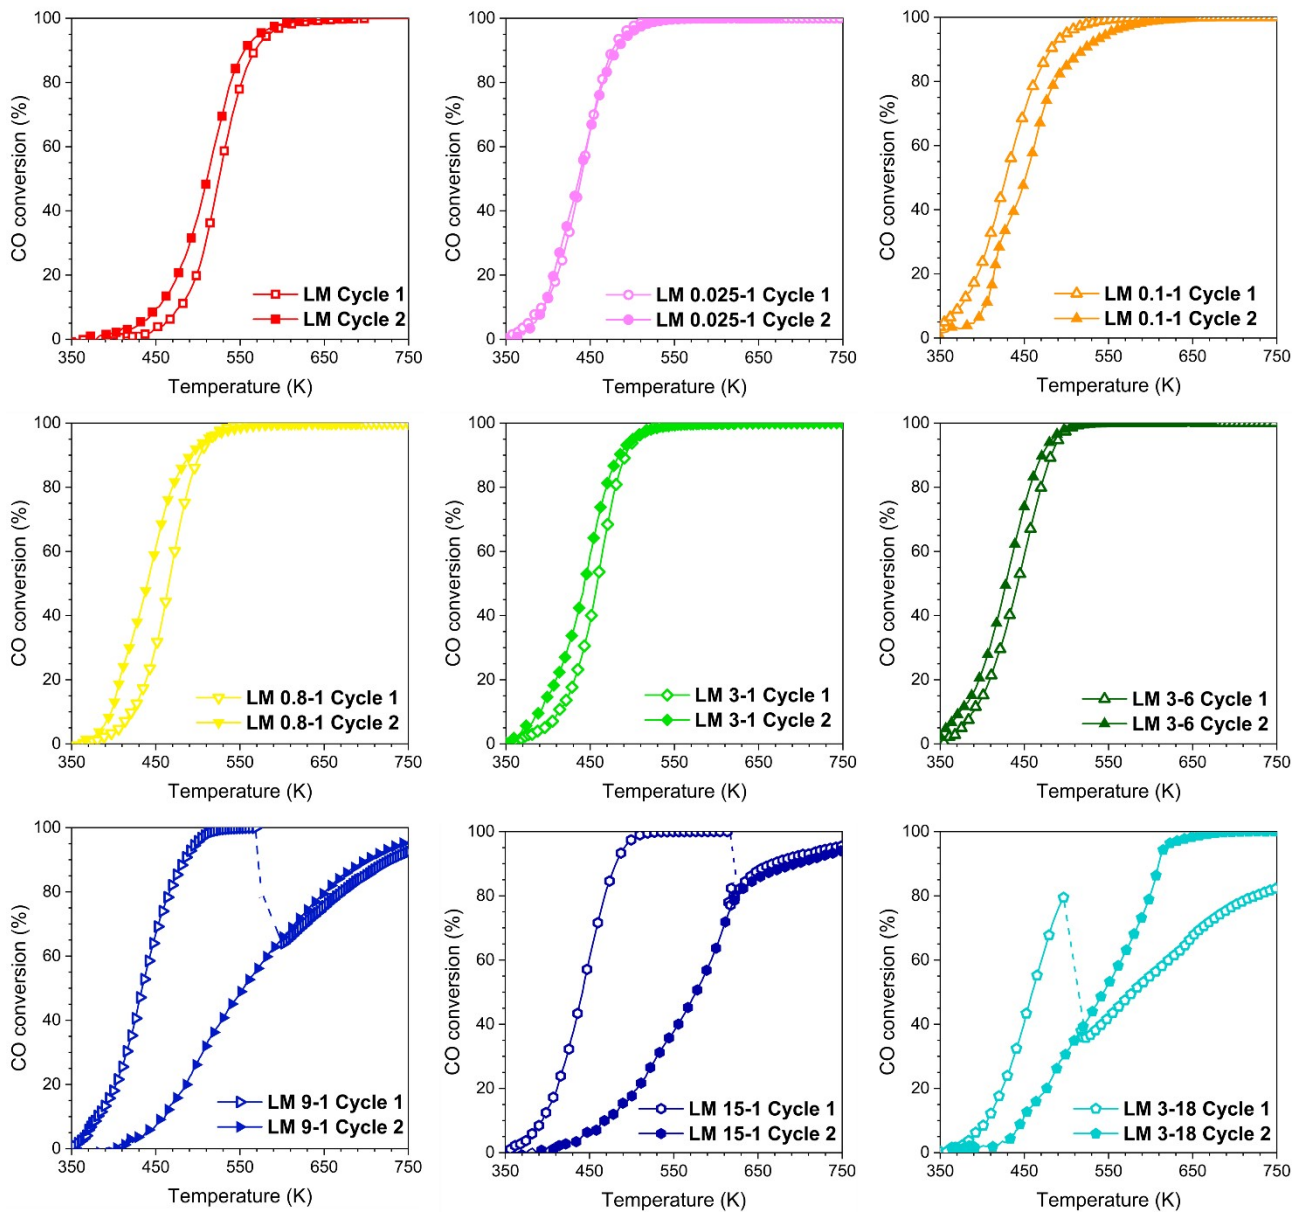 CO conversion (%)
100
80
60
40
20
0
LM Cycle 1
LM Cycle 2
350 450 550 650 750
Temperature (K)
CO conversion (%)
100
80
60
40
20
0
LM 0.025-1 Cycle 1
LM 0.025-1 Cycle 2
350 450 550 650 750
Temperature (K)
CO conversion (%)
100
80
60
40
20
0
LM 0.1-1 Cycle 1
LM 0.1-1 Cycle 2
350 450 550 650 750
Temperature (K)
CO conversion (%)
100
80
60
40
20
0
LM 0.8-1 Cycle 1
LM 0.8-1 Cycle 2
350 450 550 650 750
Temperature (K)
CO conversion (%)
100
80
60
40
20
0
LM 3-1 Cycle 1
LM 3-1 Cycle 2
350 450 550 650 750
Temperature (K)
CO conversion (%)
100
80
60
40
20
0
LM 3-6 Cycle 1
LM 3-6 Cycle 2
350 450 550 650 750
Temperature (K)
CO conversion (%)
100
80
60
40
20
0
LM 9-1 Cycle 1
LM 9-1 Cycle 2
350 450 550 650 750
Temperature (K)
CO conversion (%)
100
80
60
40
20
0
LM 15-1 Cycle 1
LM 15-1 Cycle 2
350 450 550 650 750
Temperature (K)
CO conversion (%)
100
80
60
40
20
0
LM 3-18 Cycle 1
LM 3-18 Cycle 2
350 450 550 650 750
Temperature (K)